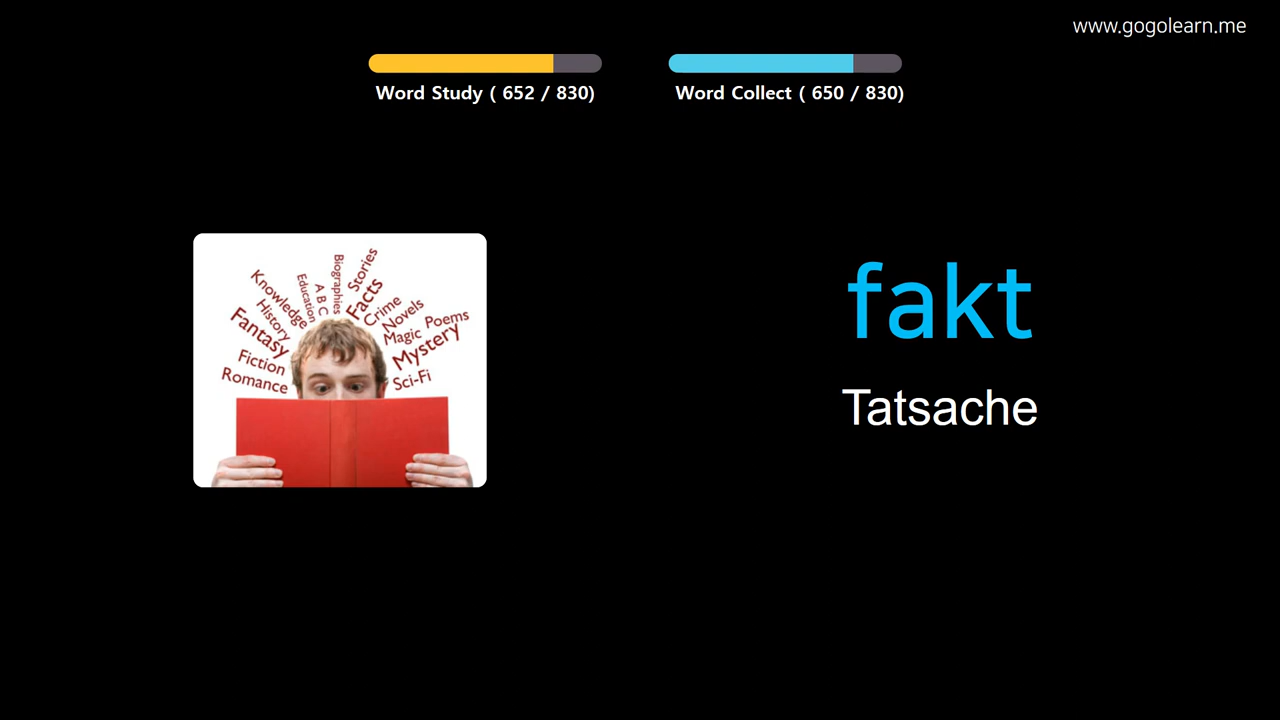 www.gogolearn.me
Word Study ( 652 / 830)
Word Collect ( 650 / 830)
Knowledge
History
Fantasy
Fiction
Romance
Education
A B C
Biographies
Stories
Facts
Crime
Novels
Magic
Poems
Mystery
Sci-Fi
fakt
Tatsache